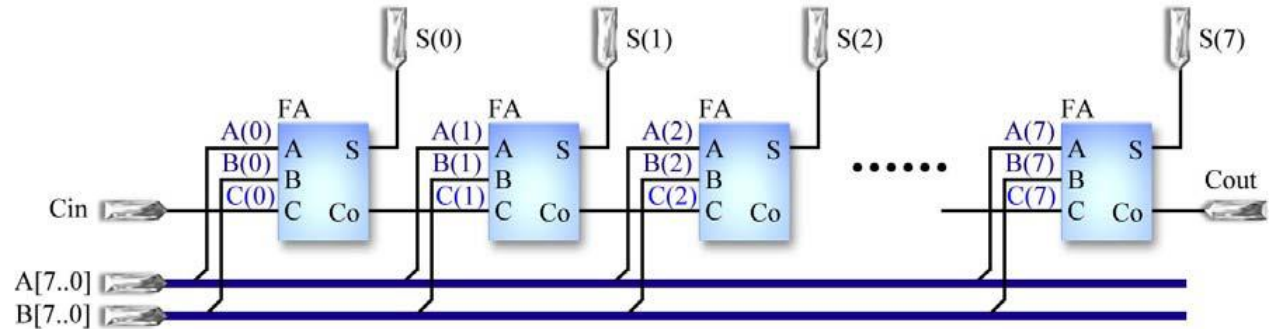 S(0) S(1) S(2) S(7)
FA FA FA FA
A(0) A S A(1) A S A(2) A S A(7) A S
B(0) B B(1) B B(2) B B(7) B
Cout
Cin C(0) C Co C(1) C Co C(2) C Co C(7) C Co
A[7..0]
B[7..0]